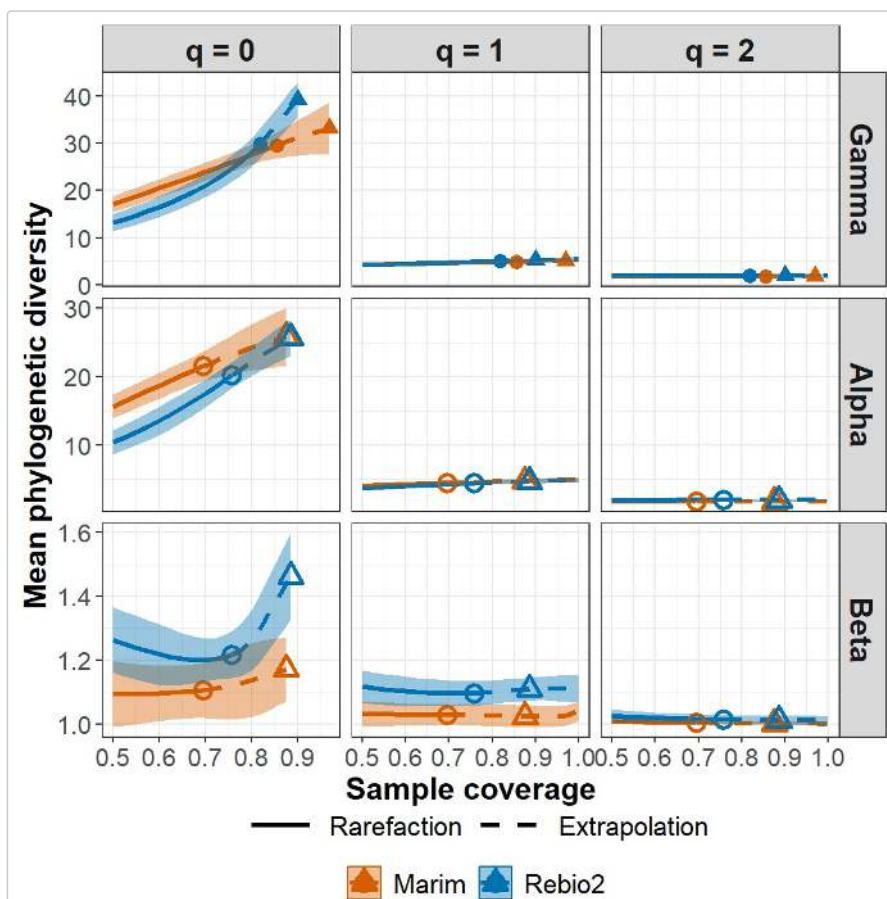 q = 0 q = 1 q = 2
Mean phylogenetic diversity
40
30
20
10
0
Gamma
30
20
10
Alpha
1.6
1.4
1.2
1.0
Beta
0.5 0.6 0.7 0.8 0.9 0.5 0.6 0.7 0.8 0.9 1.0 0.5 0.6 0.7 0.8 0.9 1.0
Sample coverage
Rarefaction Extrapolation
Marim Rebio2